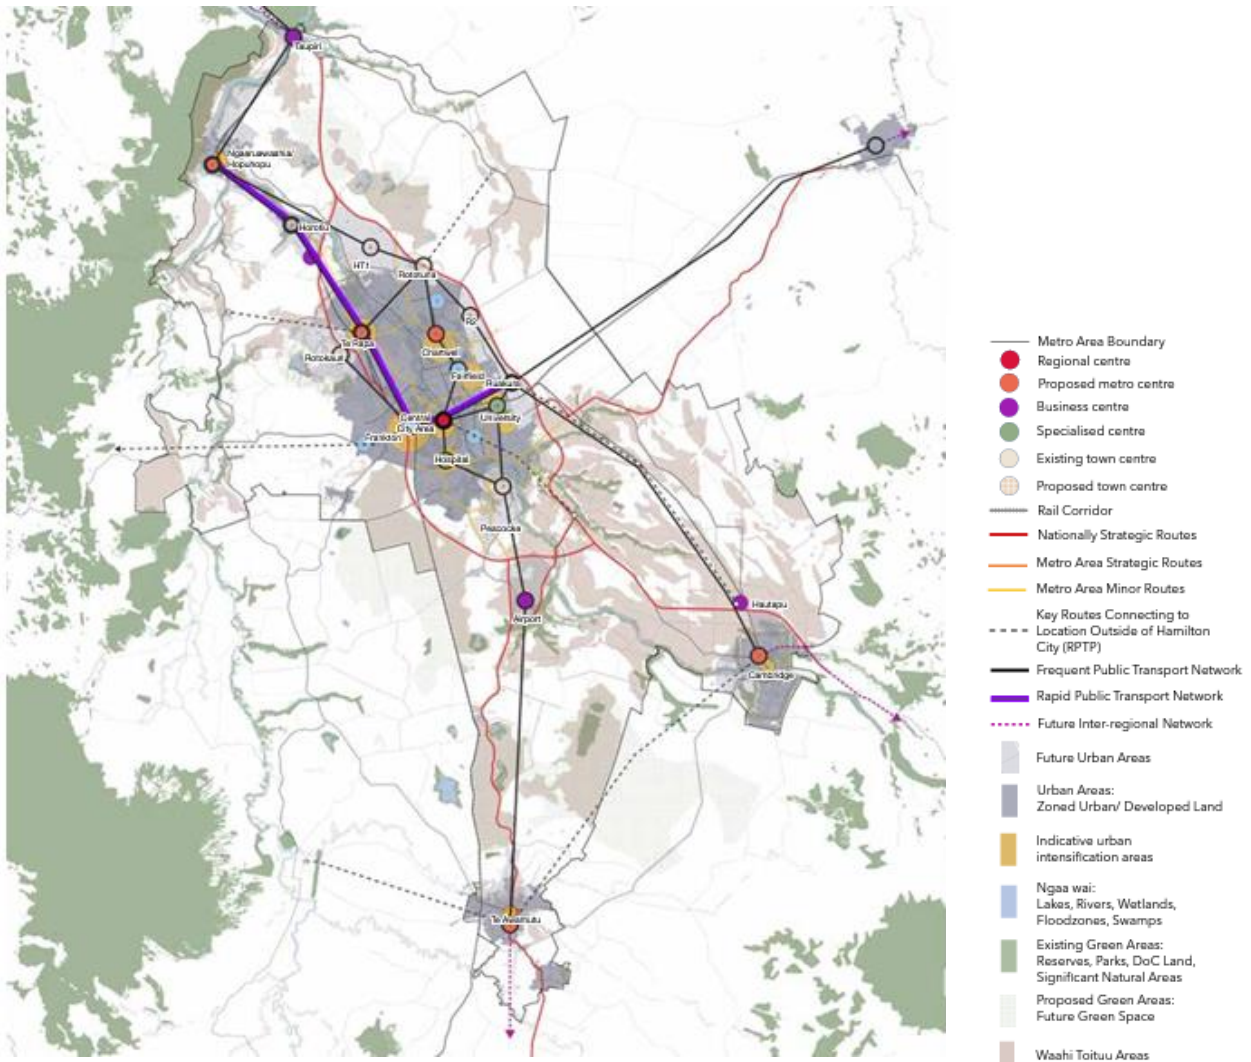 Taupiri
Ngaaruawaahia/
Hopuhopu
Horotiu
HT1
Rototuna
R2
Te Rapa
Rotokauri
Chartwell
Fairfield
Ruakura
Central
City Area
University
Frankton
Hospital
Peacocke
Airport
Hautapu
Cambridge
Te Awamutu
Metro Area Boundary
Regional centre
Proposed metro centre
Business centre
Specialised centre
Existing town centre
Proposed town centre
Rail Corridor
Nationally Strategic Routes
Metro Area Strategic Routes
Metro Area Minor Routes
Key Routes Connecting to
Location Outside of Hamilton
City (RPTP)
Frequent Public Transport Network
Rapid Public Transport Network
Future Inter-regional Network
Future Urban Areas
Urban Areas:
Zoned Urban/ Developed Land
Indicative urban
intensification areas
Ngaa wai:
Lakes, Rivers, Wetlands,
Floodzones, Swamps
Existing Green Areas:
Reserves, Parks, DoC Land,
Significant Natural Areas
Proposed Green Areas:
Future Green Space
Waahi Toituu Areas